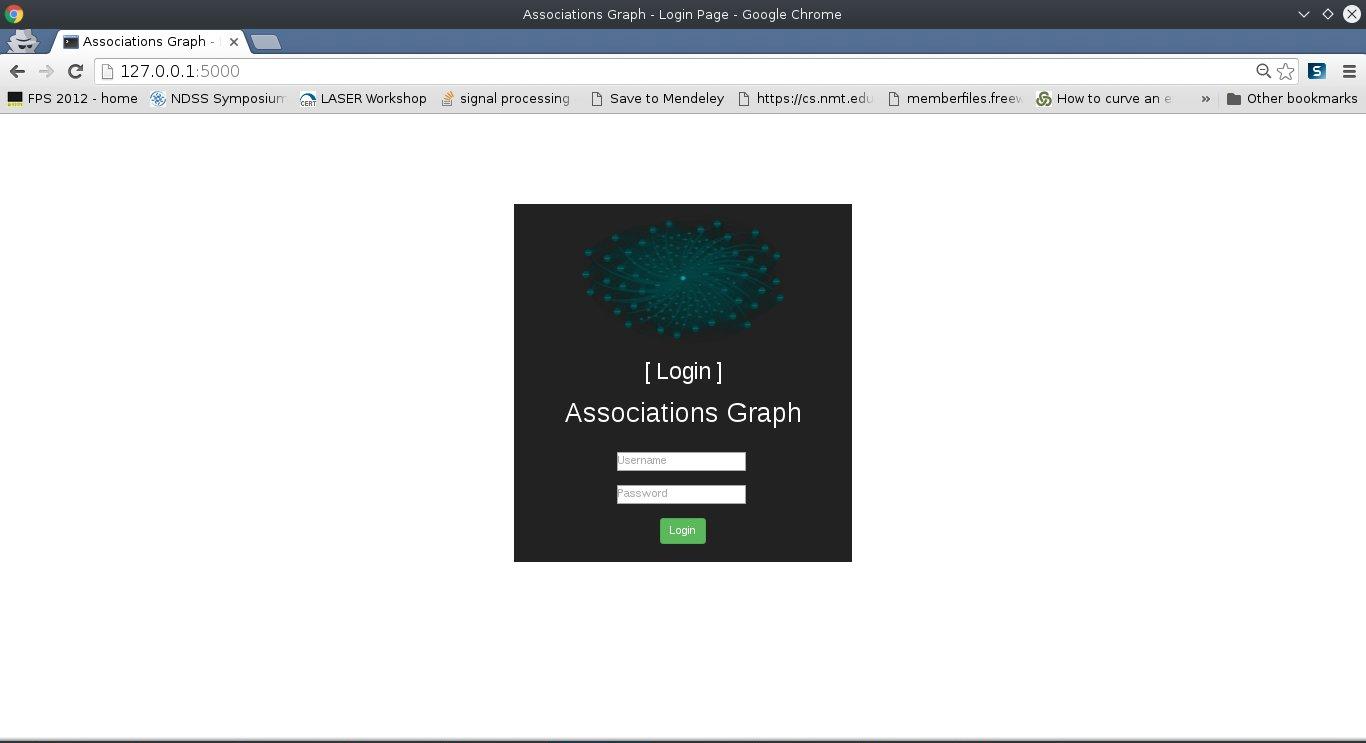 Associations Graph - Login Page - Google Chrome
Associations Graph -
127.0.0.1:5000
FPS 2012 - home NDSS Symposium CERT LASER Workshop signal processing Save to Mendeley https://cs.nmt.edu memberfiles.freew How to curve an e » Other bookmarks
[ Login ]
Associations Graph
Username
Password
Login